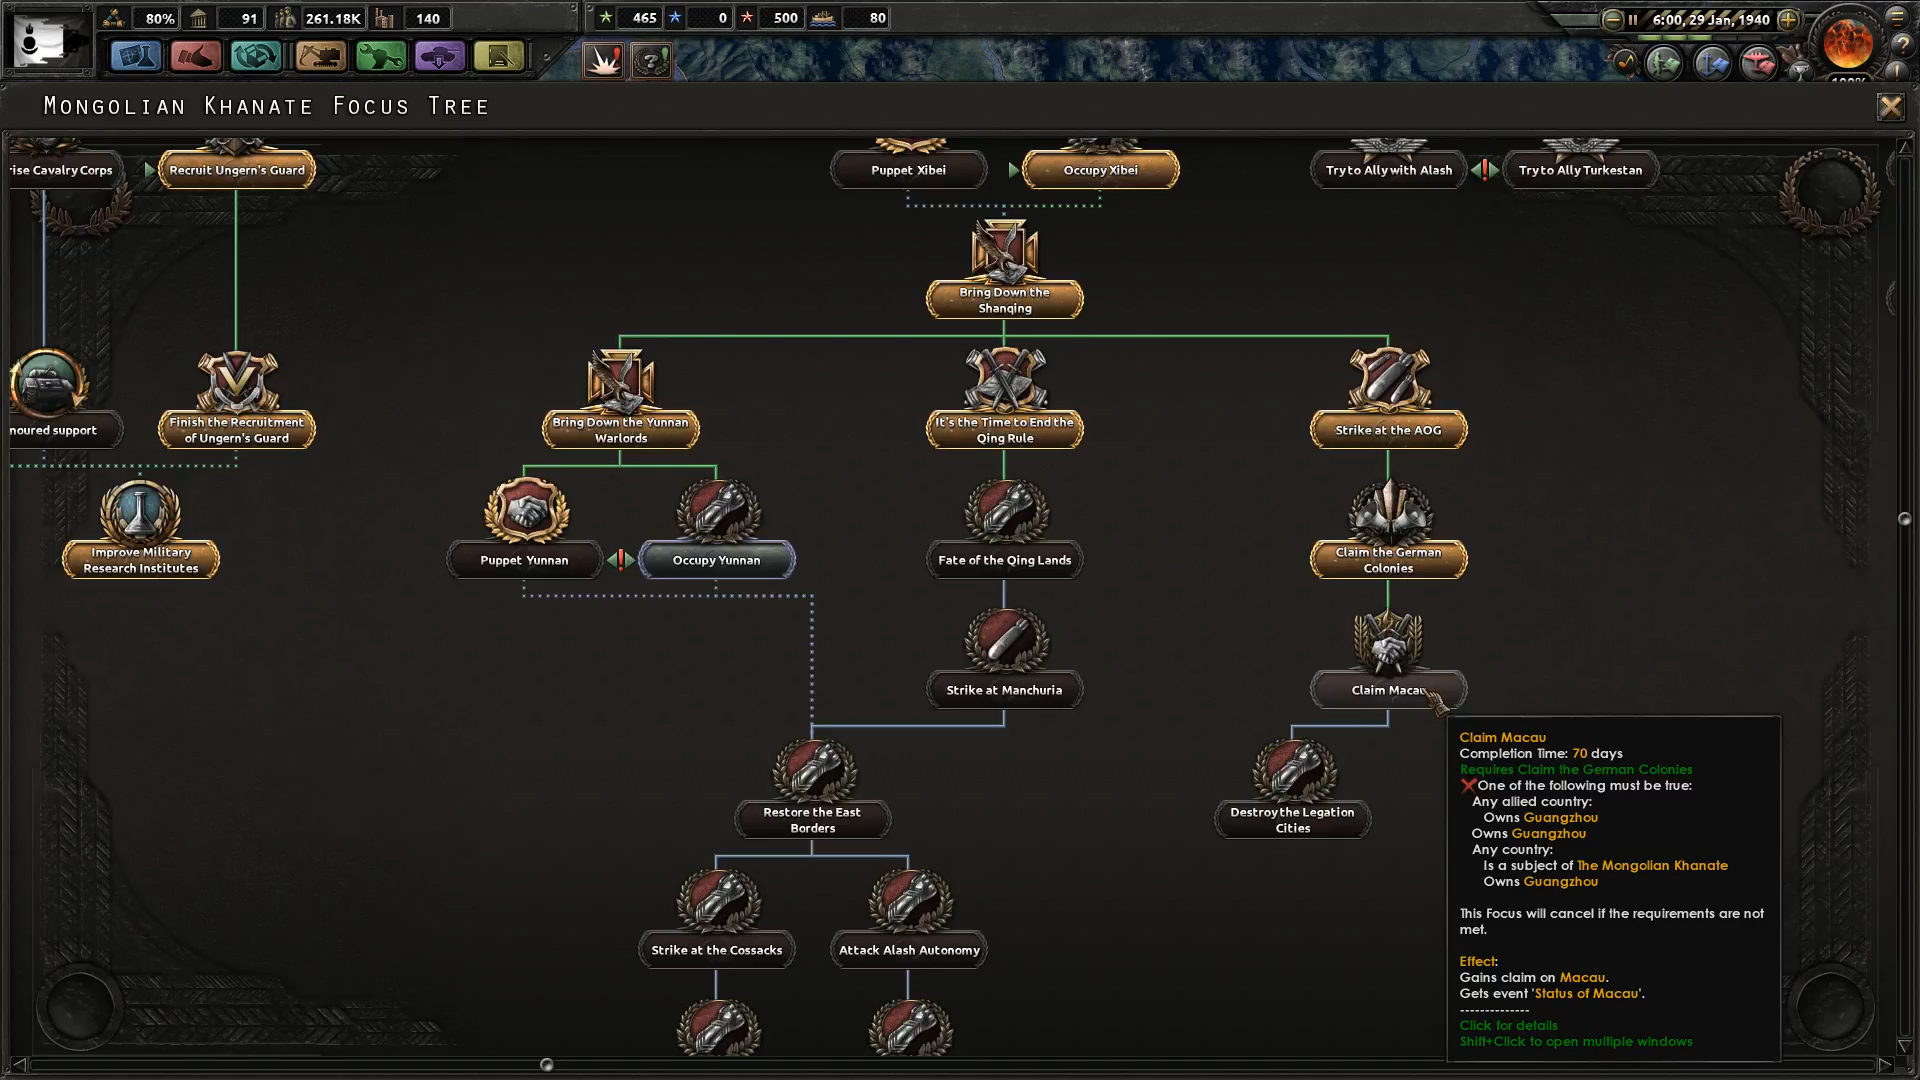 80%
91
261.18K
140
465
0
500
80
6:00, 29 Jan, 1940
Mongolian Khanate Focus Tree
rise Cavalry Corps
Recruit Ungern's Guard
Puppet Xibei
Occupy Xibei
Try to Ally with Alash
Try to Ally Turkestan
Bring Down the
Shanqing
noured support
Finish the Recruitment
of Ungern's Guard
Bring Down the Yunnan
Warlords
It's the Time to End the
Qing Rule
Strike at the AOG
Improve Military
Research Institutes
Puppet Yunnan
Occupy Yunnan
Fate of the Qing Lands
Claim the German
Colonies
Strike at Manchuria
Claim Macau
Restore the East
Borders
Destroy the Legation
Cities
Strike at the Cossacks
Attack Alash Autonomy
Claim Macau
Completion Time: 70 days
Requires Claim the German Colonies
One of the following must be true:
Any allied country:
Owns Guangzhou
Owns Guangzhou
Any country:
Is a subject of The Mongolian Khanate
Owns Guangzhou
This Focus will cancel if the requirements are not
met.
Effect:
Gains claim on Macau.
Gets event 'Status of Macau'.
--------------
Click for details
Shift+Click to open multiple windows